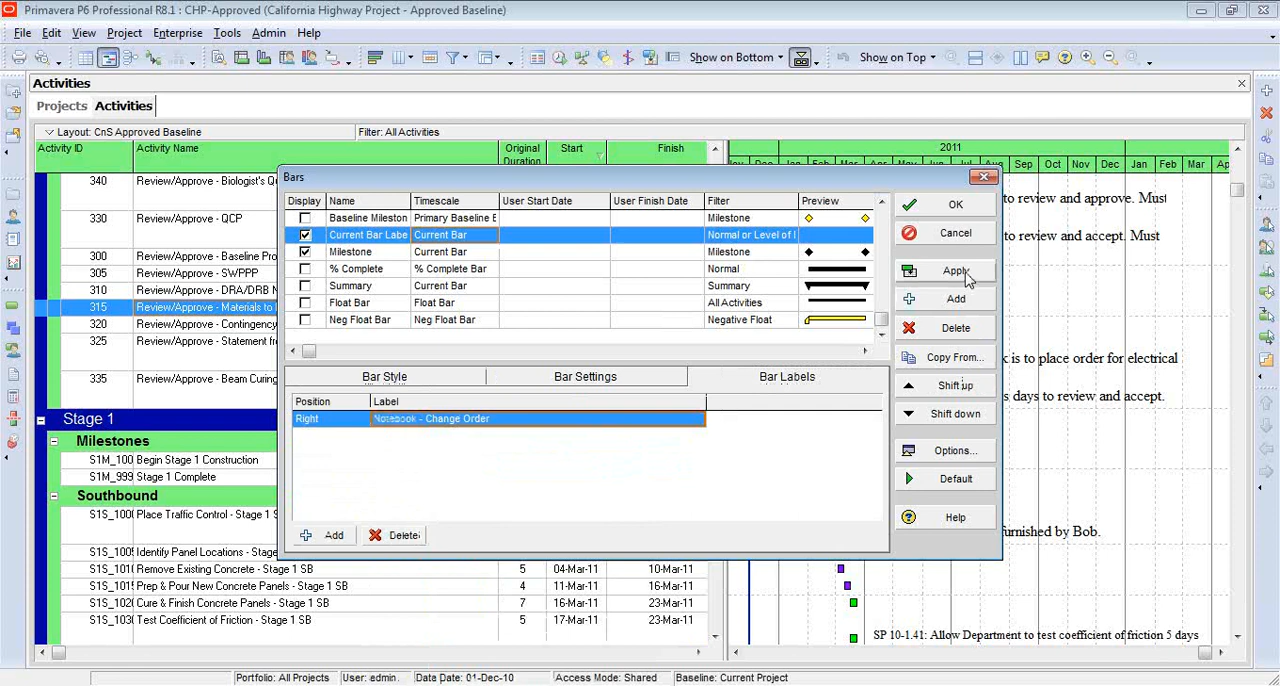 Primavera P6 Professional R8.1 : CHP-Approved (California Highway Project - Approved Baseline)
File Edit View Project Enterprise Tools Admin Help
Show on Bottom Show on Top
Activities
Projects Activities
Layout: CnS Approved Baseline Filter: All Activities
Activity ID Activity Name Original Duration Start Finish 2011
Dec Jan Feb Mar Apr Sep Oct Nov Dec Jan Feb Mar
340 Review/Approve - Biologist's
330 Review/Approve - QCP
300 Review/Approve - Baseline
305 Review/Approve - SWPPP
310 Review/Approve - DRA/DRB
315 Review/Approve - Materials to
320 Review/Approve - Contingency
325 Review/Approve - Statement
335 Review/Approve - Beam Curing
to review and approve. Must
to review and accept. Must
is to place order for electrical
days to review and accept.
furnished by Bob.
Stage 1
Milestones
Begin Stage 1 Construction
Stage 1 Complete
Southbound
Place Traffic Control - Stage
Identify Panel Locations - Stage
Remove Existing Concrete - Stage 1 SB 5 04-Mar-11 10-Mar-11
Prep & Pour New Concrete Panels - Stage 1 SB 4 11-Mar-11 16-Mar-11
Cure & Finish Concrete Panels - Stage 1 SB 7 16-Mar-11 23-Mar-11
Test Coefficient of Friction - Stage 1 SB 5 17-Mar-11 23-Mar-11
SP 10-1.41: Allow Department to test coefficient of friction 5 days
Bars
Display Name Timescale User Start Date User Finish Date Filter Preview
Baseline Mileston Primary Baseline Milestone
Current Bar Labe Current Bar Normal or Level of
Milestone Current Bar Milestone
% Complete % Complete Bar Normal
Summary Current Bar Summary
Float Bar Float Bar All Activities
Neg Float Bar Neg Float Bar Negative Float
Bar Style Bar Settings Bar Labels
Position Label
Right Notebook - Change Order
Add Delete
OK
Cancel
Apply
Add
Delete
Copy From...
Shift up
Shift down
Options...
Default
Help
Portfolio: All Projects User: admin. Data Date: 01-Dec-10 Access Mode: Shared Baseline: Current Project